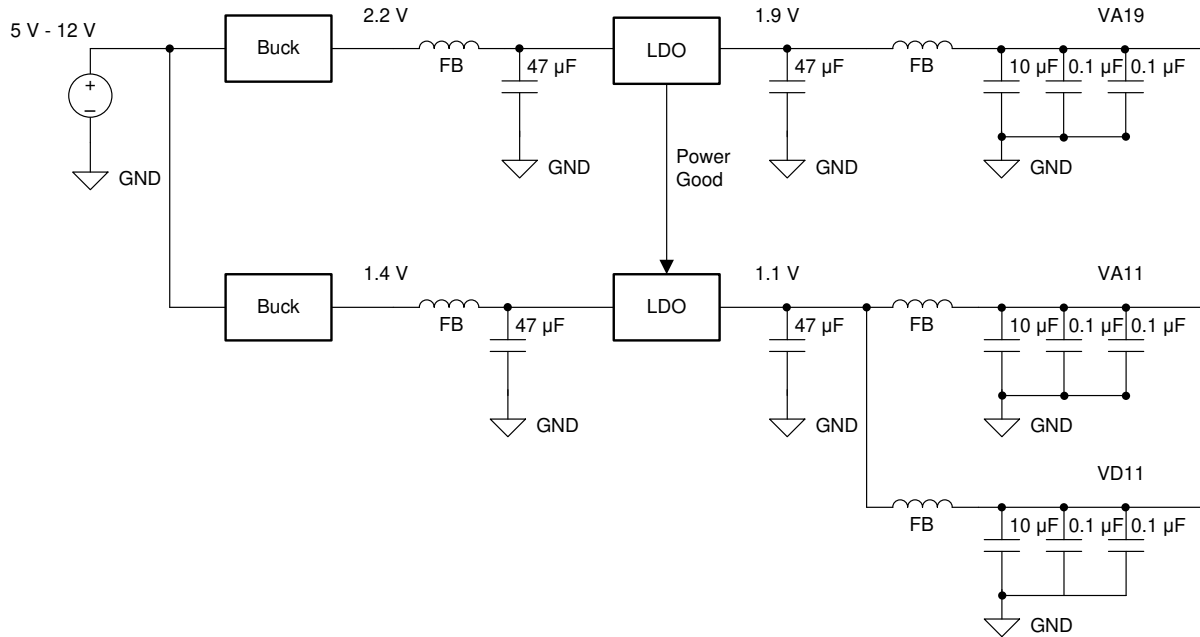 5 V - 12 V
2.2 V
1.9 V
VA19
Buck
FB
47 µF
LDO
47 µF
FB
10 µF
0.1 µF
0.1 µF
+
−
GND
GND
GND
GND
Power
Good
1.4 V
1.1 V
VA11
Buck
FB
47 µF
LDO
47 µF
FB
10 µF
0.1 µF
0.1 µF
GND
GND
GND
VD11
FB
10 µF
0.1 µF
0.1 µF
GND